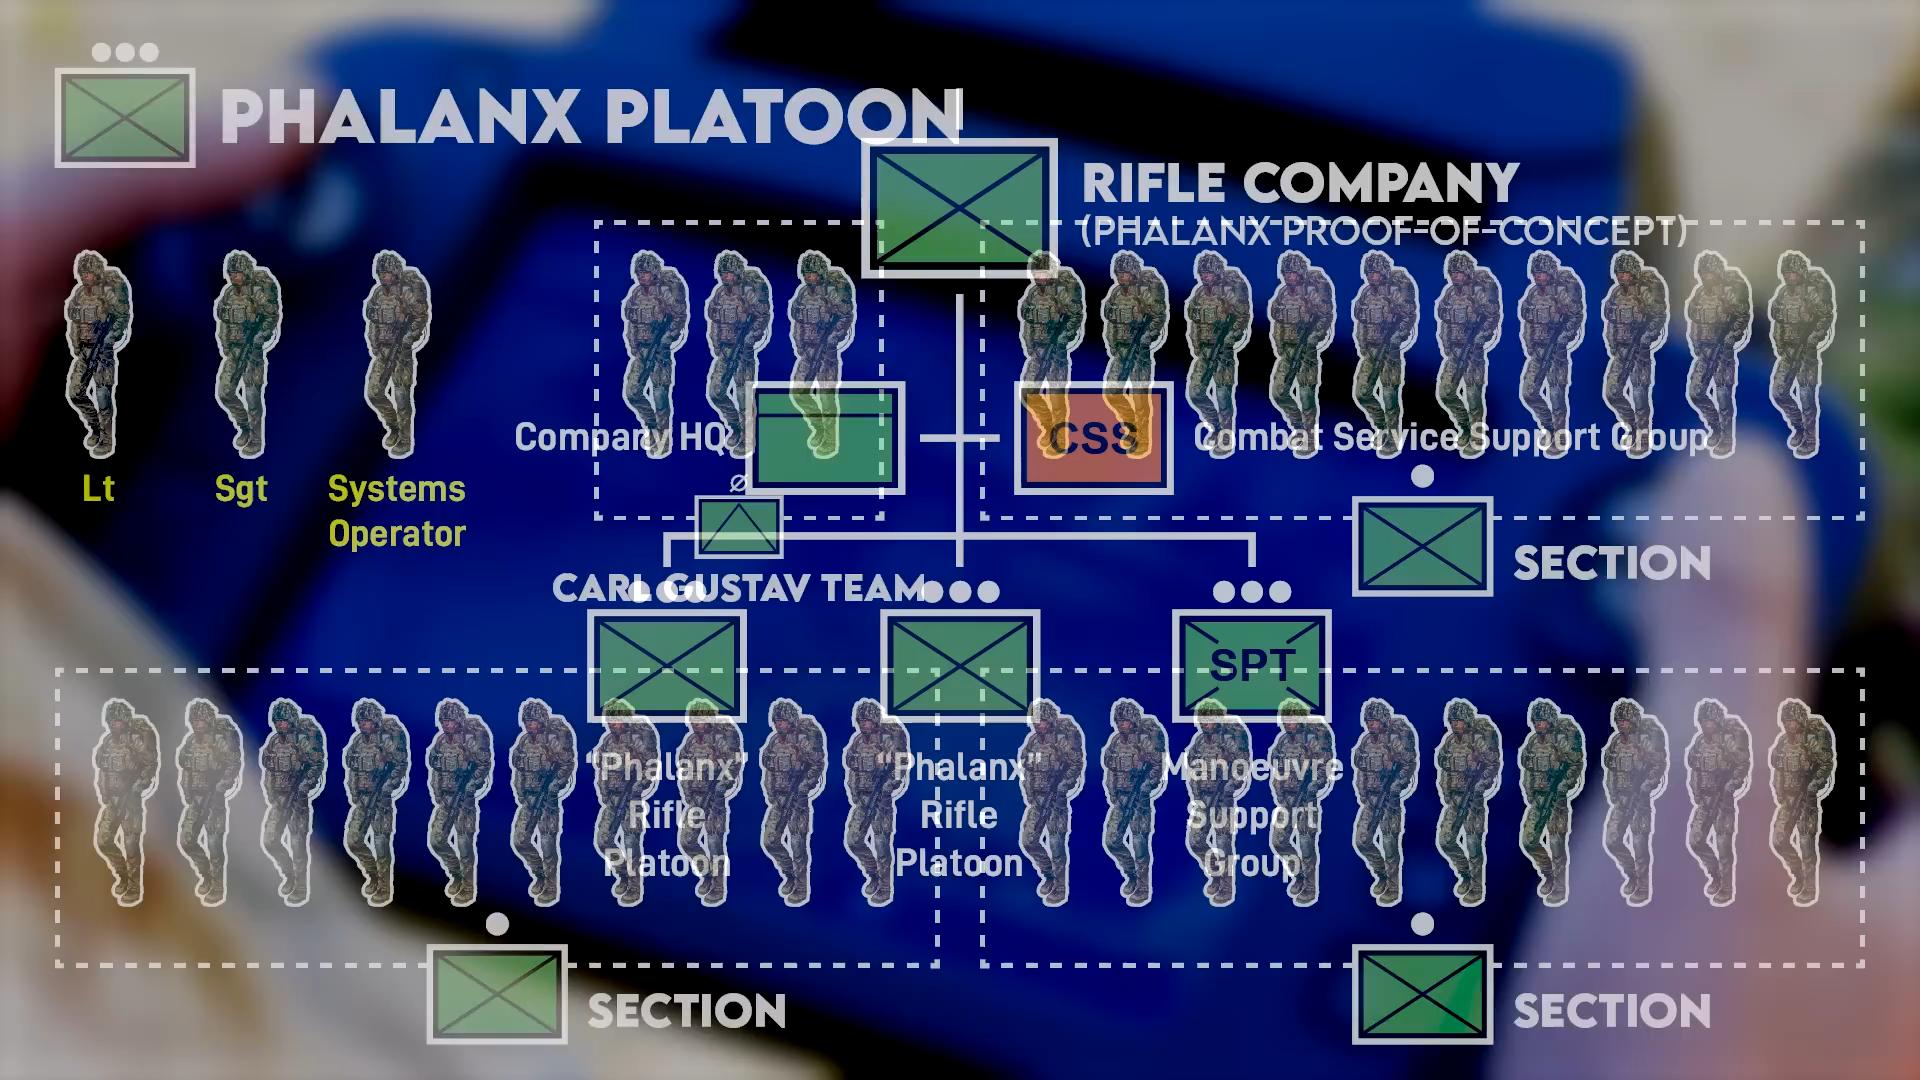 PHALANX PLATOON
RIFLE COMPANY
(PHALANX PROOF-OF-CONCEPT)
Company HQ
CSS
Combat Service Support Group
Lt
Sgt
Systems
Operator
Ø
SECTION
CARL GUSTAV TEAM
SPT
“Phalanx”
Rifle
Platoon
“Phalanx”
Rifle
Platoon
Manoeuvre
Support
Group
SECTION
SECTION